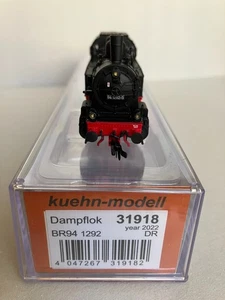 kuehn-modell
Dampflok 31918
year 2022
BR94 1292 DR
4 047267 319182